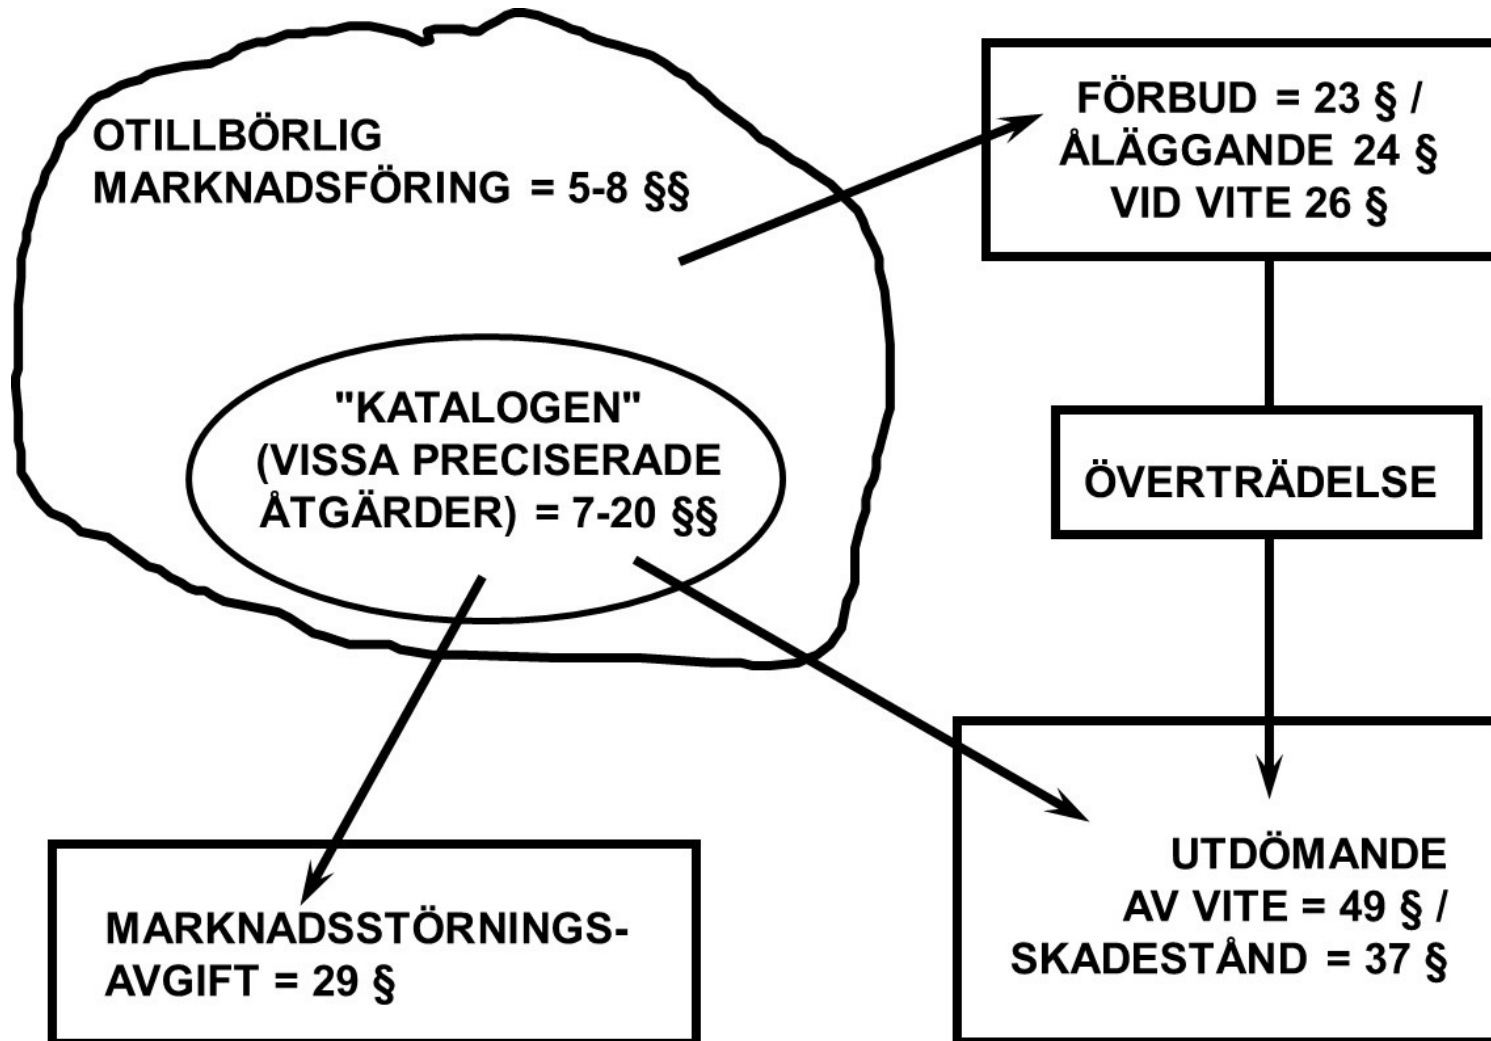 OTILLBÖRLIG
MARKNADSFÖRING = 5-8 §§
FÖRBUD = 23 § /
ÅLÄGGANDE 24 §
VID VITE 26 §
"KATALOGEN"
(VISSA PRECISERADE
ÅTGÄRDER) = 7-20 §§
ÖVERTRÄDELSE
MARKNADSSTÖRNINGS-
AVGIFT = 29 §
UTDÖMANDE
AV VITE = 49 § /
SKADESTÅND = 37 §